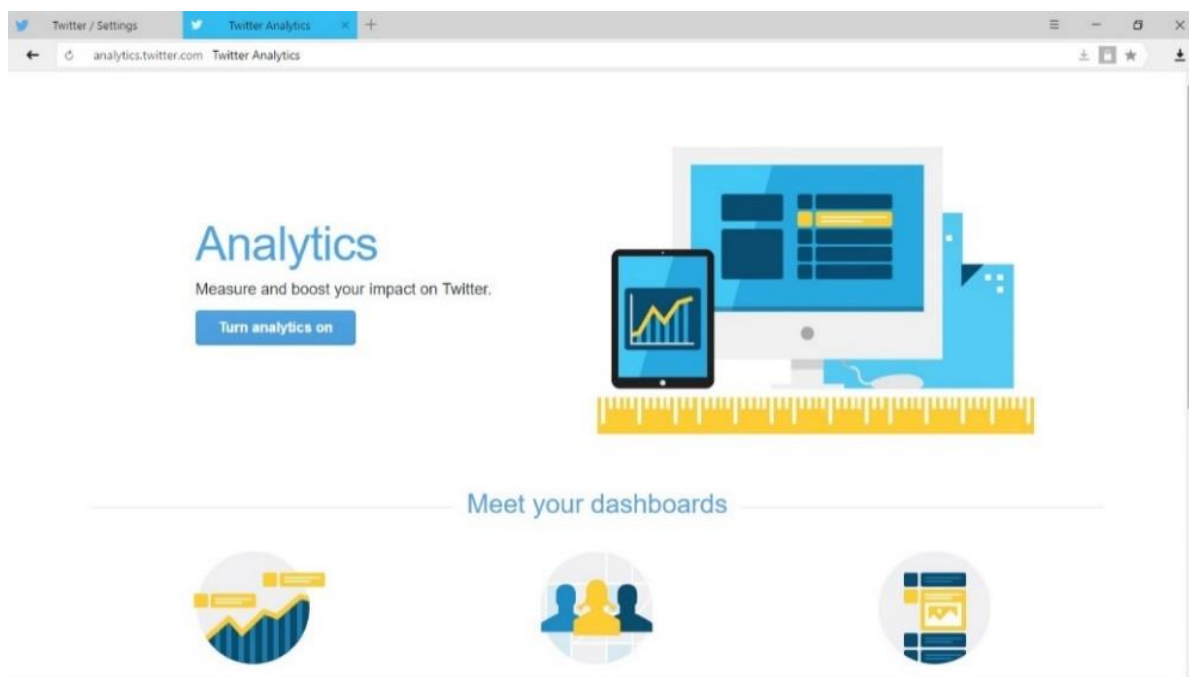 Twitter / Settings
Twitter Analytics
analytics.twitter.com Twitter Analytics
Analytics
Measure and boost your impact on Twitter.
Turn analytics on
Meet your dashboards